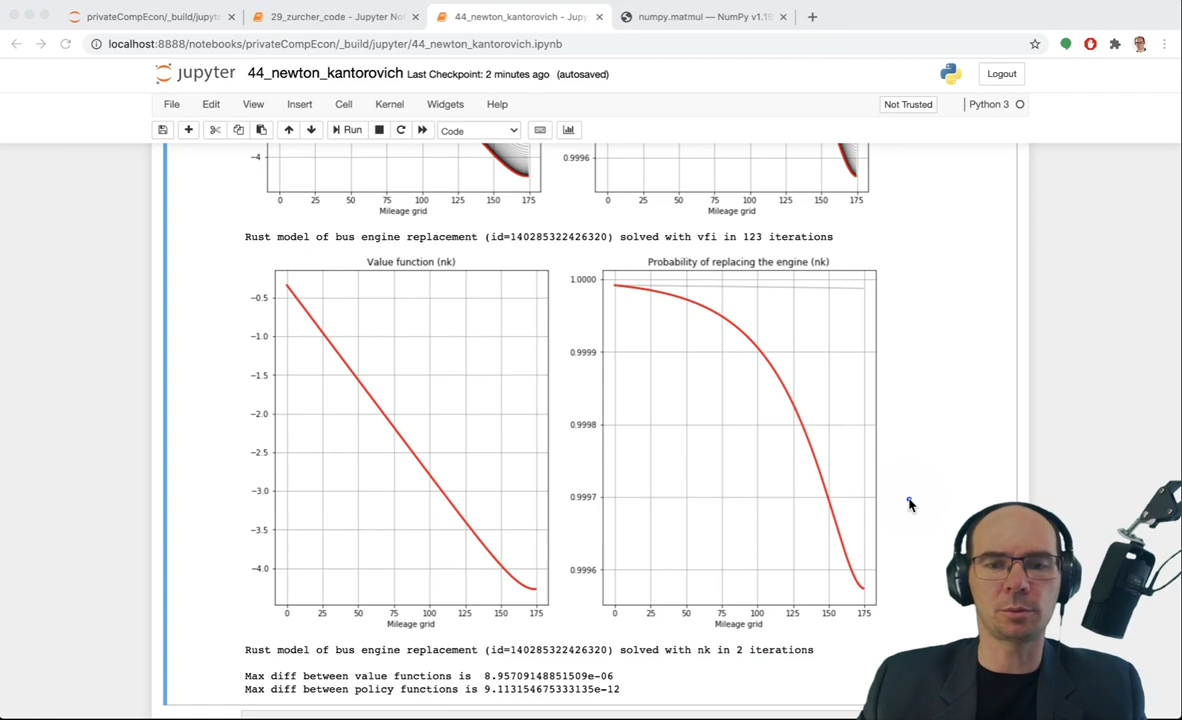 privateCompEcon/_build/jupyte
29_zurcher_code - Jupyter No
44_newton_kantorovich - Jupy
numpy.matmul — NumPy v1.1
localhost:8888/notebooks/privateCompEcon/_build/jupyter/44_newton_kantorovich.ipynb
jupyter 44_newton_kantorovich Last Checkpoint: 2 minutes ago (autosaved)
Logout
File Edit View Insert Cell Kernel Widgets Help
Not Trusted
Python 3
Run
Code
−4
0.9996
0 25 50 75 100 125 150 175
0 25 50 75 100 125 150 175
Mileage grid
Mileage grid
Rust model of bus engine replacement (id=140285322426320) solved with vfi in 123 iterations
Value function (nk)
−0.5
−1.0
−1.5
−2.0
−2.5
−3.0
−3.5
−4.0
0 25 50 75 100 125 150 175
Mileage grid
Probability of replacing the engine (nk)
1.0000
0.9999
0.9998
0.9997
0.9996
0 25 50 75 100 125 150 175
Mileage grid
Rust model of bus engine replacement (id=140285322426320) solved with nk in 2 iterations
Max diff between value functions is 8.95709148851509e-06
Max diff between policy functions is 9.113154675333135e-12